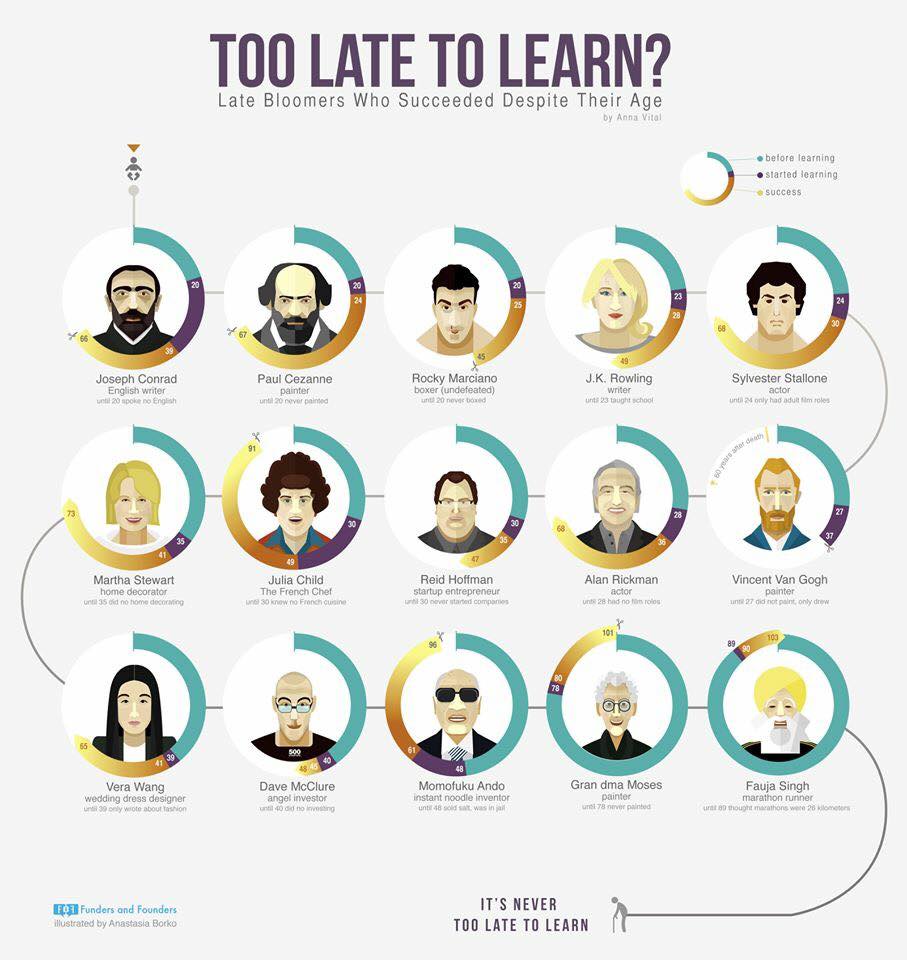 TOO LATE TO LEARN?
Late Bloomers Who Succeeded Despite Their Age
by Anna Vital
before learning
started learning
success
20
39
66
Joseph Conrad
English writer
until 20 spoke no English
20
24
67
Paul Cezanne
painter
until 20 never painted
20
25
45
Rocky Marciano
boxer (undefeated)
until 20 never boxed
23
28
49
J.K. Rowling
writer
until 23 taught school
24
30
68
Sylvester Stallone
actor
until 24 only had adult film roles
73
35
41
Martha Stewart
home decorator
until 35 did no home decorating
91
30
49
Julia Child
The French Chef
until 30 knew no French cuisine
30
35
47
Reid Hoffman
startup entrepreneur
until 30 never started companies
28
36
68
Alan Rickman
actor
until 28 had no film roles
60 years after death
27
37
Vincent Van Gogh
painter
until 27 did not paint, only drew
65
39
41
Vera Wang
wedding dress designer
until 39 only wrote about fashion
500
40
45
48
Dave McClure
angel investor
until 40 did no investing
96
61
48
Momofuku Ando
instant noodle inventor
until 48 sold salt, was in jail
101
80
78
Gran dma Moses
painter
until 78 never painted
89
90
103
Fauja Singh
marathon runner
until 89 thought marathons were 26 kilometers
Funders and Founders
illustrated by Anastasia Borko
IT'S NEVER
TOO LATE TO LEARN